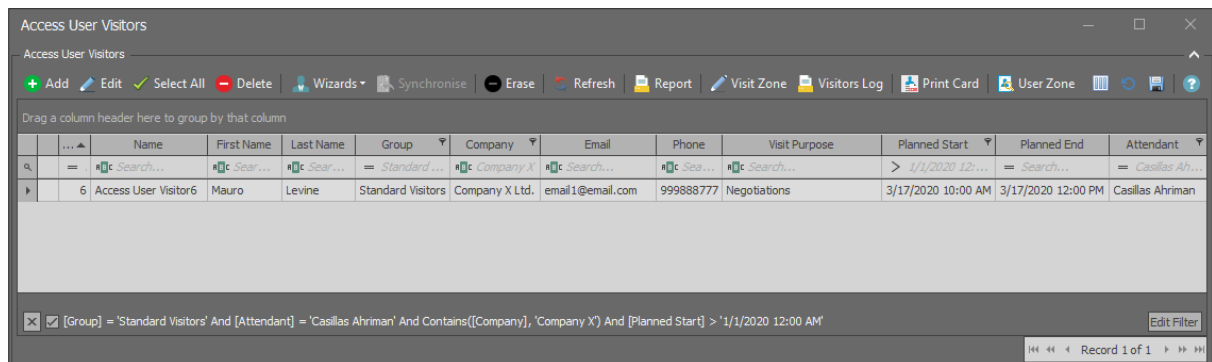 Access User Visitors
Access User Visitors
Add Edit Select All Delete Wizards Synchronise Erase Refresh Report Visit Zone Visitors Log Print Card User Zone
Drag a column header here to group by that column
... Name First Name Last Name Group Company Email Phone Visit Purpose Planned Start Planned End Attendant
= . Search... Sear... Sear... = Standard ... Company X Search... Sea... Search... > 1/1/2020 12:... = Search... = Casillas Ah...
6 Access User Visitor6 Mauro Levine Standard Visitors Company X Ltd. email1@email.com 999888777 Negotiations 3/17/2020 10:00 AM 3/17/2020 12:00 PM Casillas Ahriman
[Group] = 'Standard Visitors' And [Attendant] = 'Casillas Ahriman' And Contains([Company], 'Company X') And [Planned Start] > '1/1/2020 12:00 AM' Edit Filter
Record 1 of 1